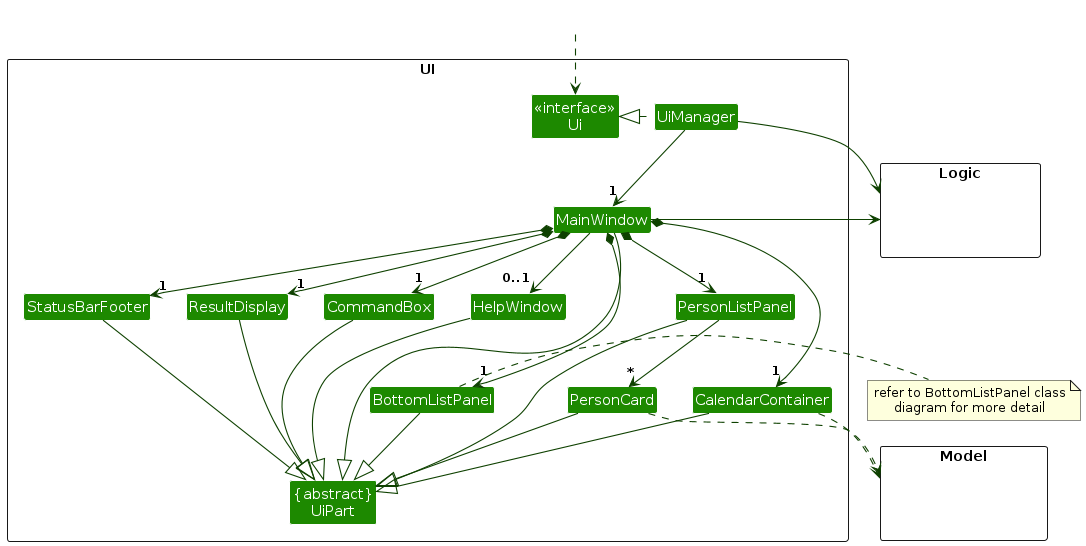 UI
«interface»
Ui
UiManager
Logic
1
MainWindow
1
1
1
0..1
1
StatusBarFooter
ResultDisplay
CommandBox
HelpWindow
PersonListPanel
1
*
1
BottomListPanel
PersonCard
CalendarContainer
refer to BottomListPanel class
diagram for more detail
Model
{abstract}
UiPart